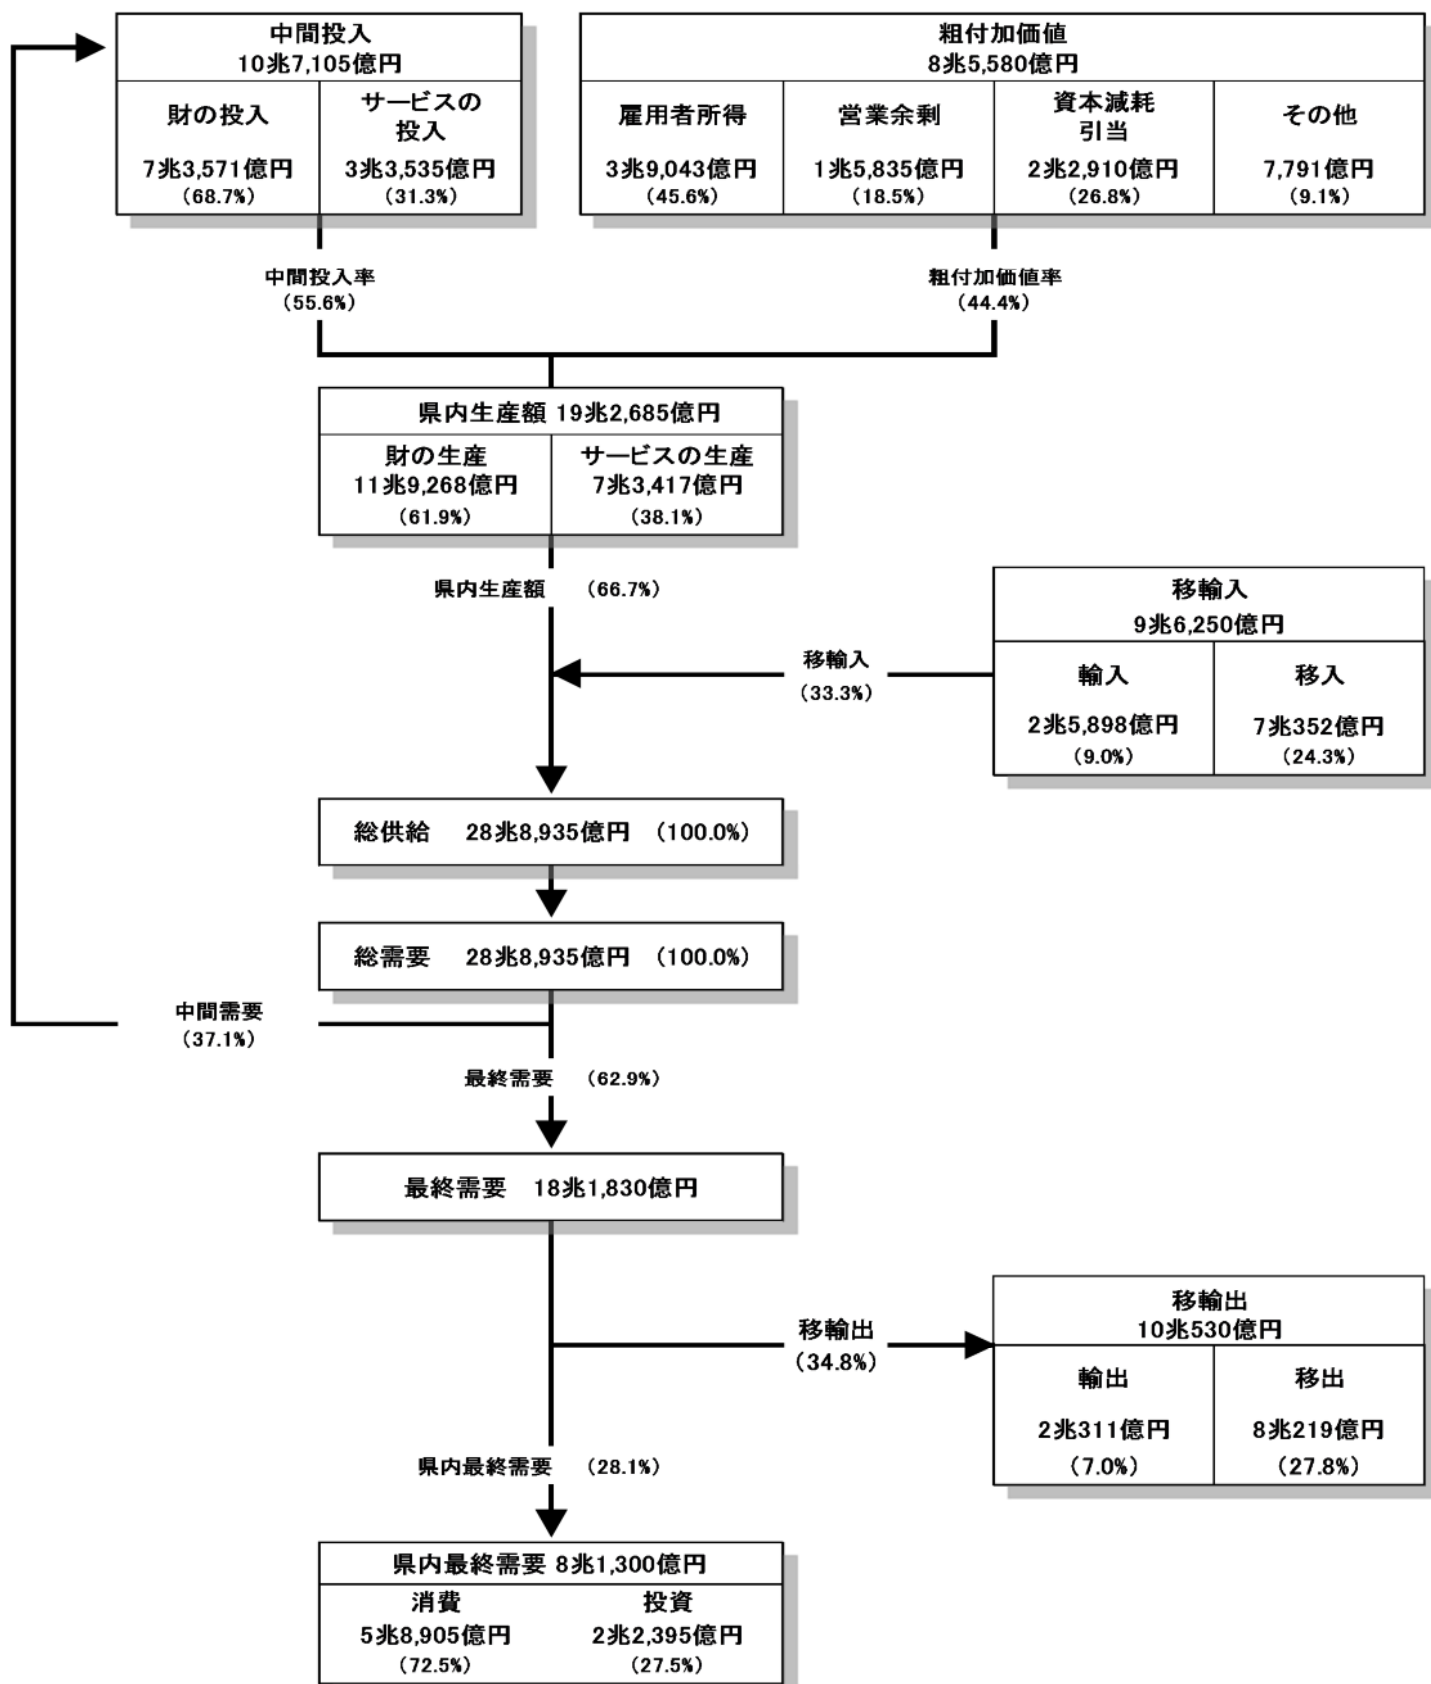 中間投入
10兆7,105億円
財の投入
7兆3,571億円
(68.7%)
サービスの
投入
3兆3,535億円
(31.3%)
粗付加価値
8兆5,580億円
雇用者所得
3兆9,043億円
(45.6%)
営業余剰
1兆5,835億円
(18.5%)
資本減耗
引当
2兆2,910億円
(26.8%)
その他
7,791億円
(9.1%)
中間投入率
(55.6%)
粗付加価値率
(44.4%)
県内生産額 19兆2,685億円
財の生産
11兆9,268億円
(61.9%)
サービスの生産
7兆3,417億円
(38.1%)
県内生産額 (66.7%)
移輸入
9兆6,250億円
輸入
2兆5,898億円
(9.0%)
移入
7兆352億円
(24.3%)
移輸入
(33.3%)
総供給 28兆8,935億円 (100.0%)
総需要 28兆8,935億円 (100.0%)
中間需要
(37.1%)
最終需要 (62.9%)
最終需要 18兆1,830億円
移輸出
(34.8%)
移輸出
10兆530億円
輸出
2兆311億円
(7.0%)
移出
8兆219億円
(27.8%)
県内最終需要 (28.1%)
県内最終需要 8兆1,300億円
消費
5兆8,905億円
(72.5%)
投資
2兆2,395億円
(27.5%)